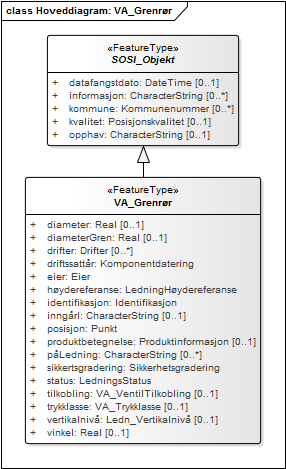 class Hoveddiagram: VA_Grenrør
«FeatureType»
SOSI_Objekt
+ datafangstdato: DateTime [0..1]
+ informasjon: CharacterString [0..*]
+ kommune: Kommunenummer [0..*]
+ kvalitet: Posisjonskvalitet [0..1]
+ opphav: CharacterString [0..1]
«FeatureType»
VA_Grenrør
+ diameter: Real [0..1]
+ diameterGren: Real [0..1]
+ drifter: Drifter [0..*]
+ driftssattår: Komponentdatering
+ eier: Eier
+ høydereferanse: LedningHøydereferanse
+ identifikasjon: Identifikasjon
+ inngårI: CharacterString [0..1]
+ posisjon: Punkt
+ produktbetegnelse: Produktinformasjon [0..1]
+ påLedning: CharacterString [0..*]
+ sikkertsgradering: Sikkerhetsgradering
+ status: LedningsStatus
+ tilkobling: VA_VentilTilkobling [0..1]
+ trykklasse: VA_Trykklasse [0..1]
+ vertikalnivå: Ledn_Vertikalnivå [0..1]
+ vinkel: Real [0..1]